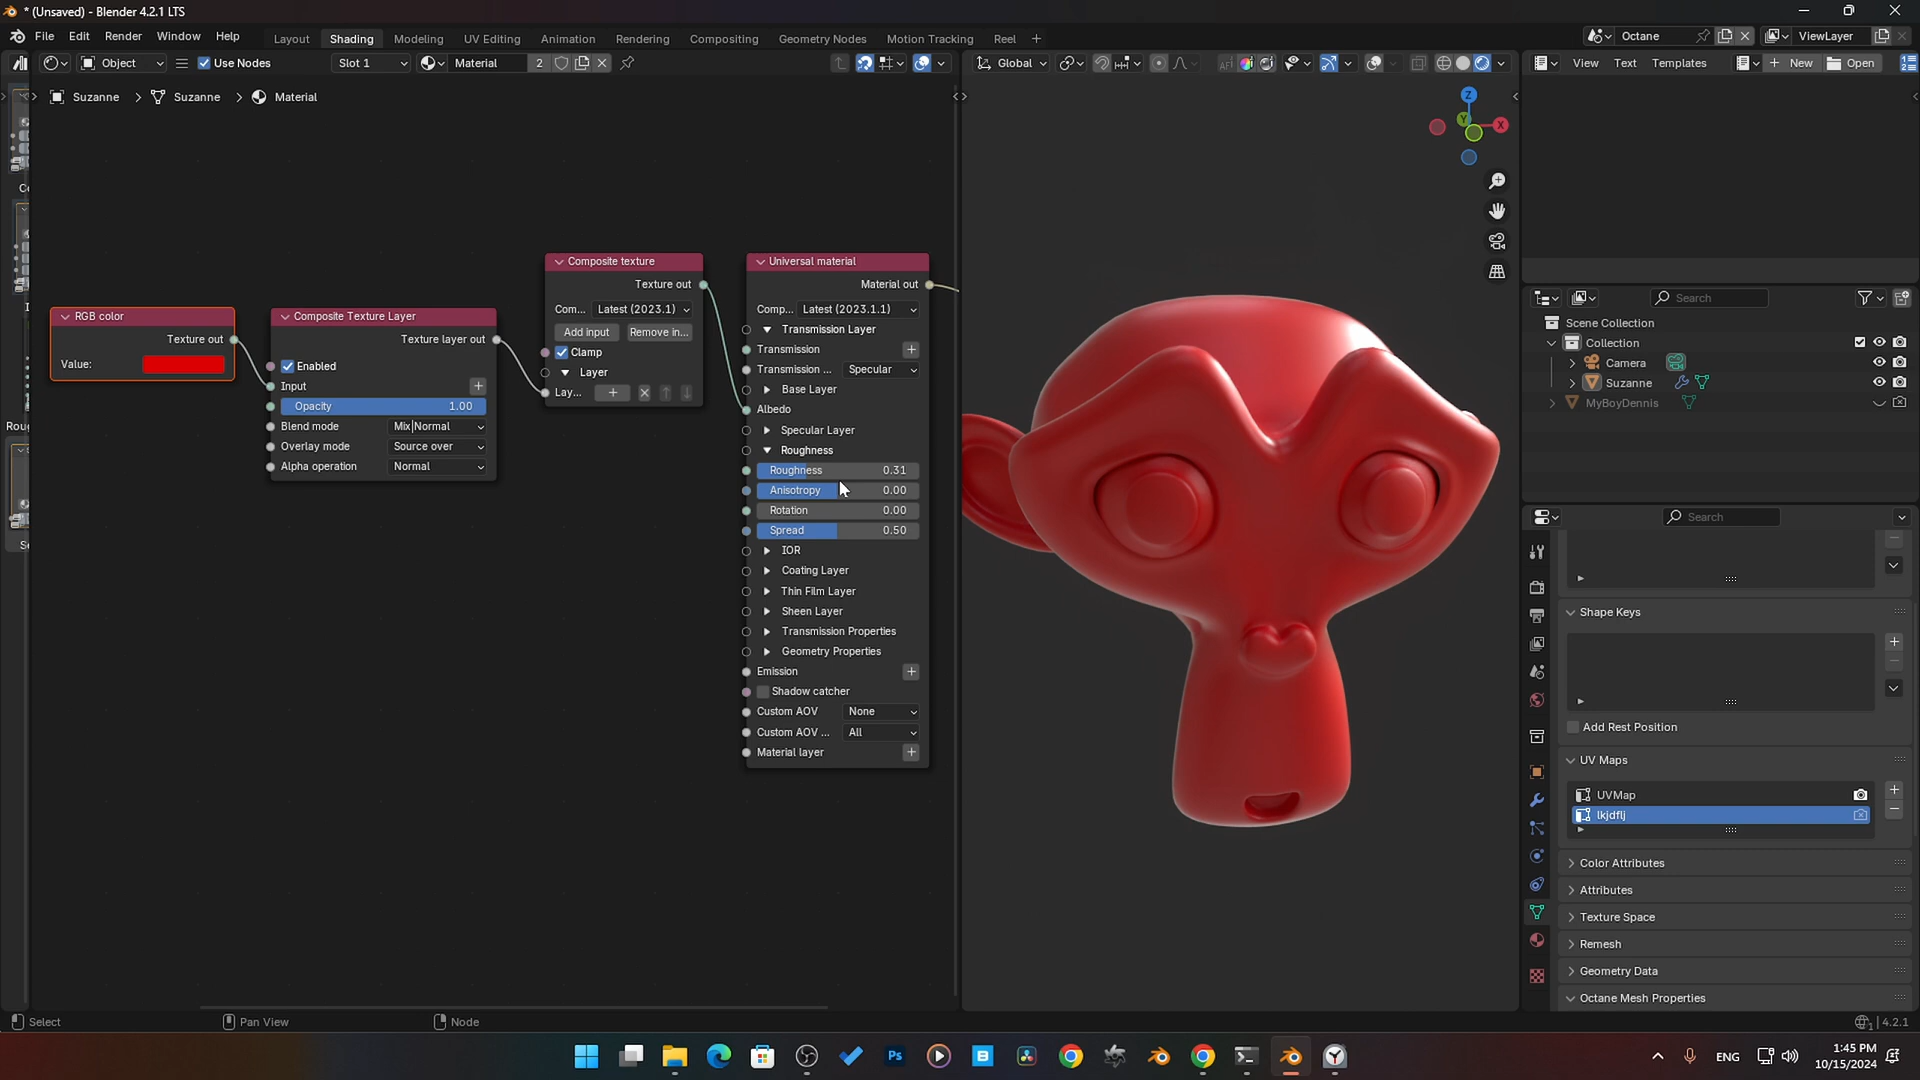 * (Unsaved) - Blender 4.2.1 LTS
File Edit Render Window Help Layout Shading Modeling UV Editing Animation Rendering Compositing Geometry Nodes Motion Tracking Reel + Octane ViewLayer
Object Use Nodes Slot 1 Material 2 Global View Text Templates + New Open
Suzanne > Suzanne > Material
RGB color
Texture out
Value:
Composite Texture Layer
Texture layer out
Enabled
Input
Opacity 1.00
Blend mode Mix|Normal
Overlay mode Source over
Alpha operation Normal
Composite texture
Texture out
Com... Latest (2023.1)
Add input Remove in...
Clamp
Layer
Lay...
Universal material
Material out
Comp... Latest (2023.1.1)
Transmission Layer
Transmission
Transmission ... Specular
Base Layer
Albedo
Specular Layer
Roughness
Roughness 0.31
Anisotropy 0.00
Rotation 0.00
Spread 0.50
IOR
Coating Layer
Thin Film Layer
Sheen Layer
Transmission Properties
Geometry Properties
Emission
Shadow catcher
Custom AOV None
Custom AOV ... All
Material layer
Z
Y
X
Search
Scene Collection
Collection
Camera
Suzanne
MyBoyDennis
Search
Shape Keys
Add Rest Position
UV Maps
UVMap
lkjdflj
Color Attributes
Attributes
Texture Space
Remesh
Geometry Data
Octane Mesh Properties
Select Pan View Node 4.2.1
Ps
B
ENG
1:45 PM
10/15/2024